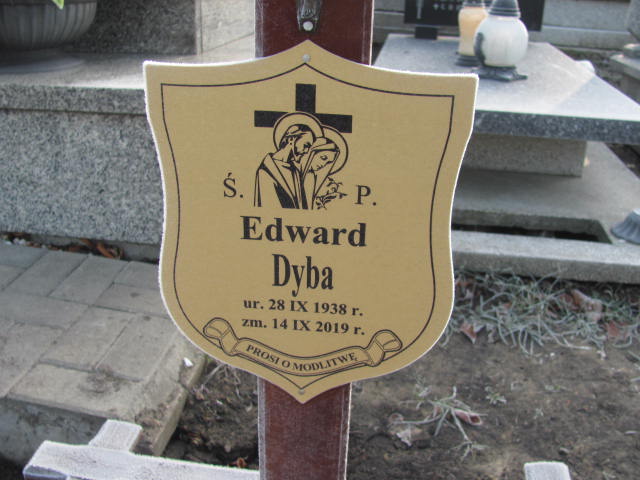 Ś. P.
Edward
Dyba
ur. 28 IX 1938 r.
zm. 14 IX 2019 r.
PROSI O MODLITWĘ